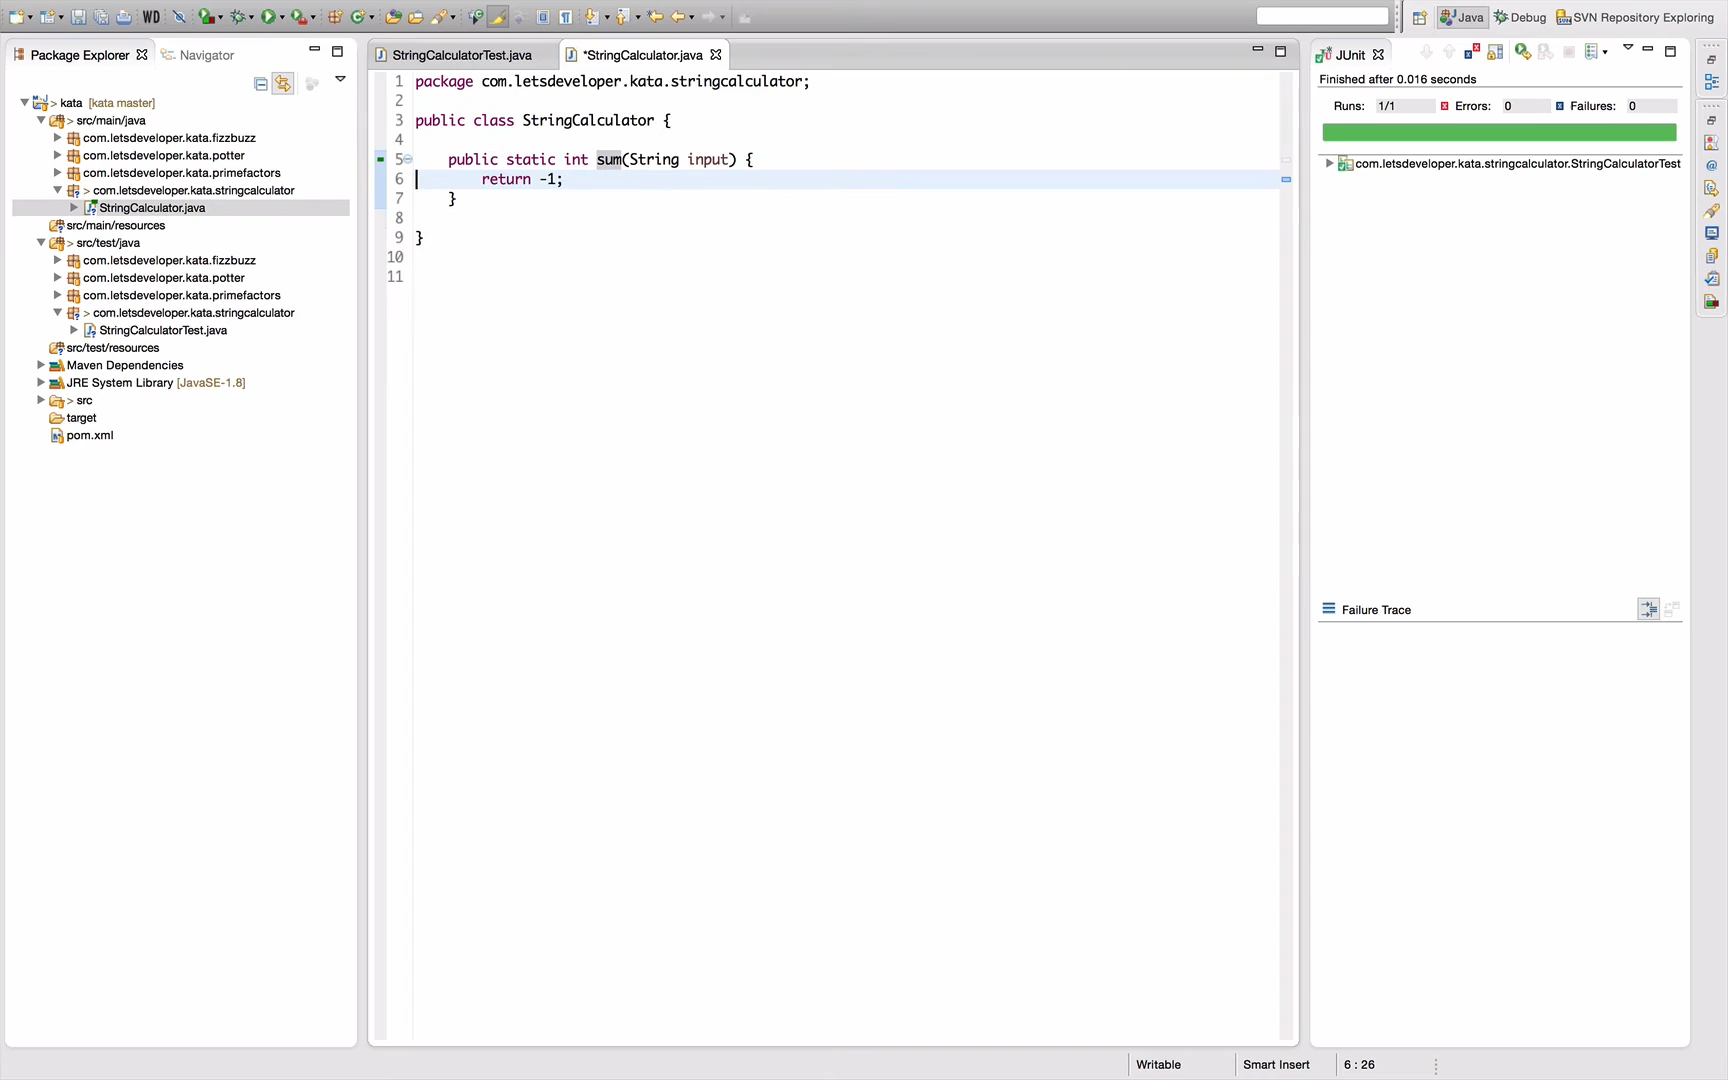 WD
Java
Debug
SVN Repository Exploring
Package Explorer
Navigator
> kata [kata master]
> src/main/java
com.letsdeveloper.kata.fizzbuzz
com.letsdeveloper.kata.potter
com.letsdeveloper.kata.primefactors
> com.letsdeveloper.kata.stringcalculator
StringCalculator.java
src/main/resources
> src/test/java
com.letsdeveloper.kata.fizzbuzz
com.letsdeveloper.kata.potter
com.letsdeveloper.kata.primefactors
> com.letsdeveloper.kata.stringcalculator
StringCalculatorTest.java
src/test/resources
Maven Dependencies
JRE System Library [JavaSE-1.8]
> src
target
pom.xml
StringCalculatorTest.java
*StringCalculator.java
1 package com.letsdeveloper.kata.stringcalculator;
2
3 public class StringCalculator {
4
5 public static int sum(String input) {
6 return -1;
7 }
8
9 }
10
11
JUnit
Finished after 0.016 seconds
Runs: 1/1 Errors: 0 Failures: 0
com.letsdeveloper.kata.stringcalculator.StringCalculatorTest
Failure Trace
Writable
Smart Insert
6 : 26